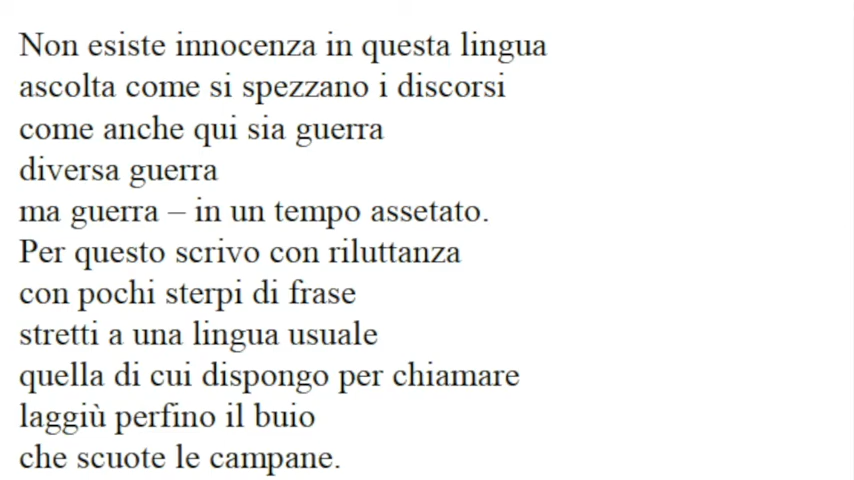 Non esiste innocenza in questa lingua
ascolta come si spezzano i discorsi
come anche qui sia guerra
diversa guerra
ma guerra – in un tempo assetato.
Per questo scrivo con riluttanza
con pochi sterpi di frase
stretti a una lingua usuale
quella di cui dispongo per chiamare
laggiù perfino il buio
che scuote le campane.